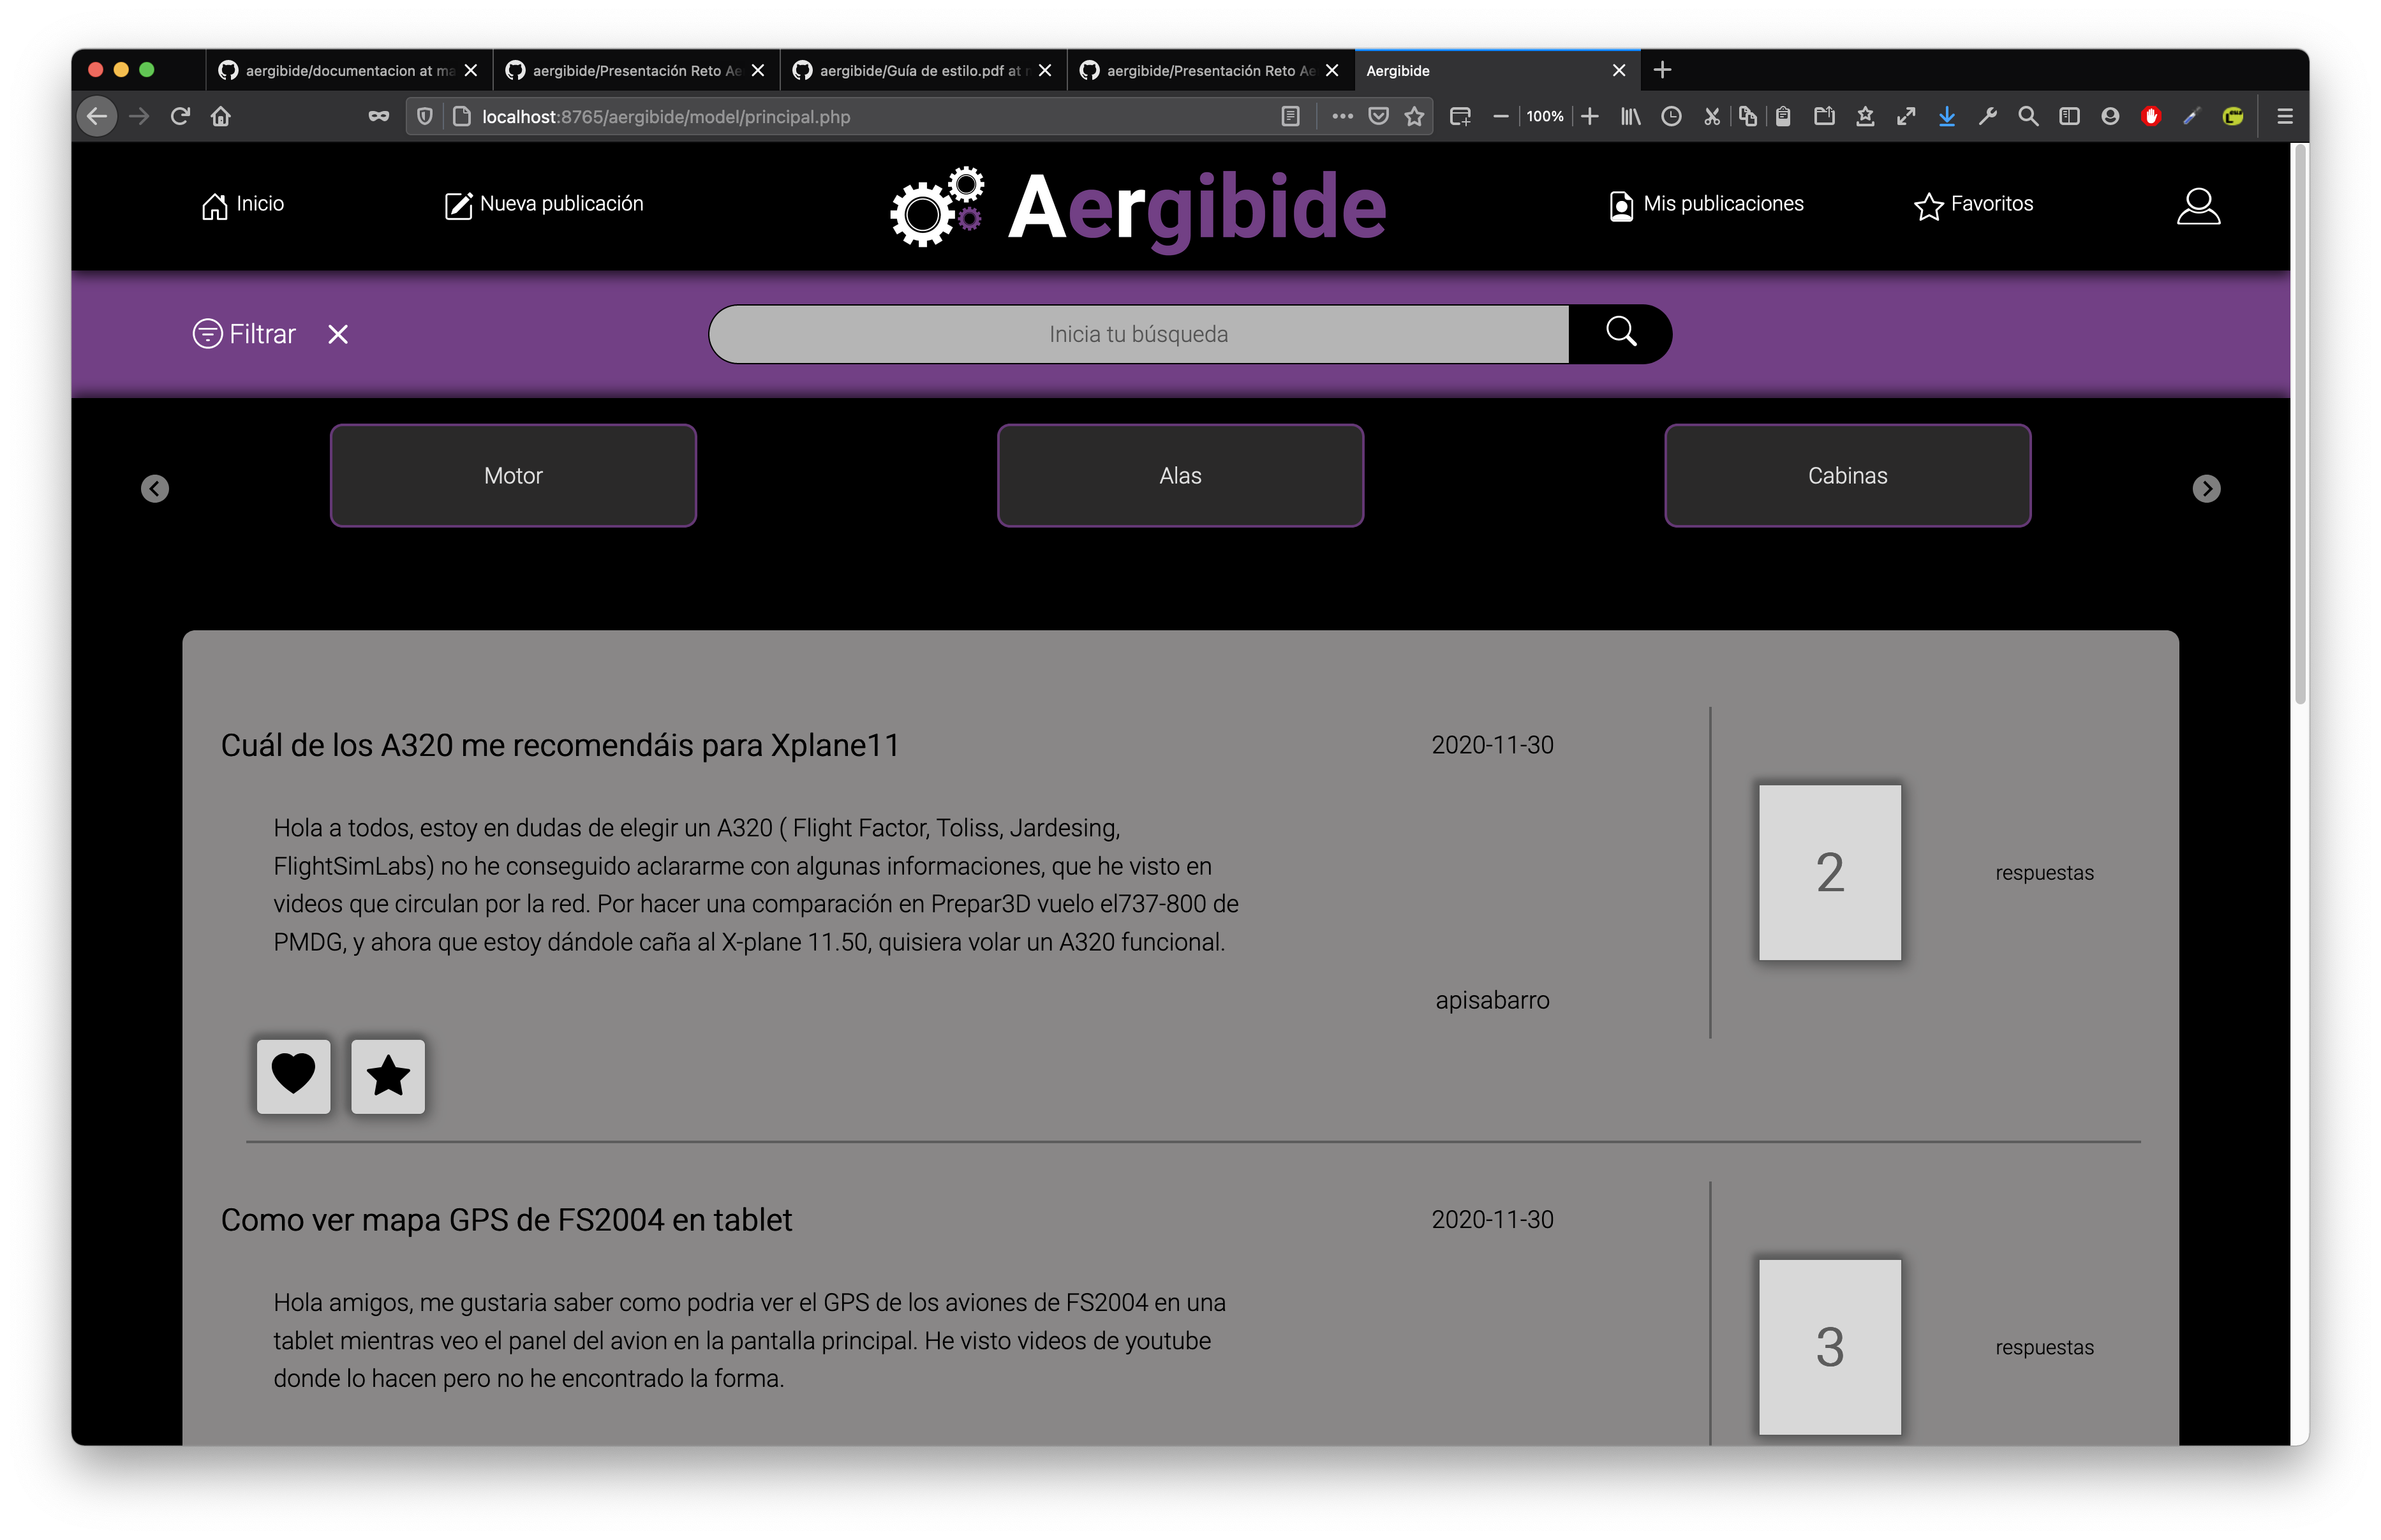 aergibide/documentacion at ma
aergibide/Presentación Reto Ae
aergibide/Guía de estilo.pdf at
aergibide/Presentación Reto Ae
Aergibide
localhost:8765/aergibide/model/principal.php
100%
Inicio
Nueva publicación
Aergibide
Mis publicaciones
Favoritos
Filtrar
Inicia tu búsqueda
Motor
Alas
Cabinas
Cuál de los A320 me recomendáis para Xplane11
2020-11-30
Hola a todos, estoy en dudas de elegir un A320 ( Flight Factor, Toliss, Jardesing,
FlightSimLabs) no he conseguido aclararme con algunas informaciones, que he visto en
videos que circulan por la red. Por hacer una comparación en Prepar3D vuelo el737-800 de
PMDG, y ahora que estoy dándole caña al X-plane 11.50, quisiera volar un A320 funcional.
2
respuestas
apisabarro
Como ver mapa GPS de FS2004 en tablet
2020-11-30
Hola amigos, me gustaria saber como podria ver el GPS de los aviones de FS2004 en una
tablet mientras veo el panel del avion en la pantalla principal. He visto videos de youtube
donde lo hacen pero no he encontrado la forma.
3
respuestas